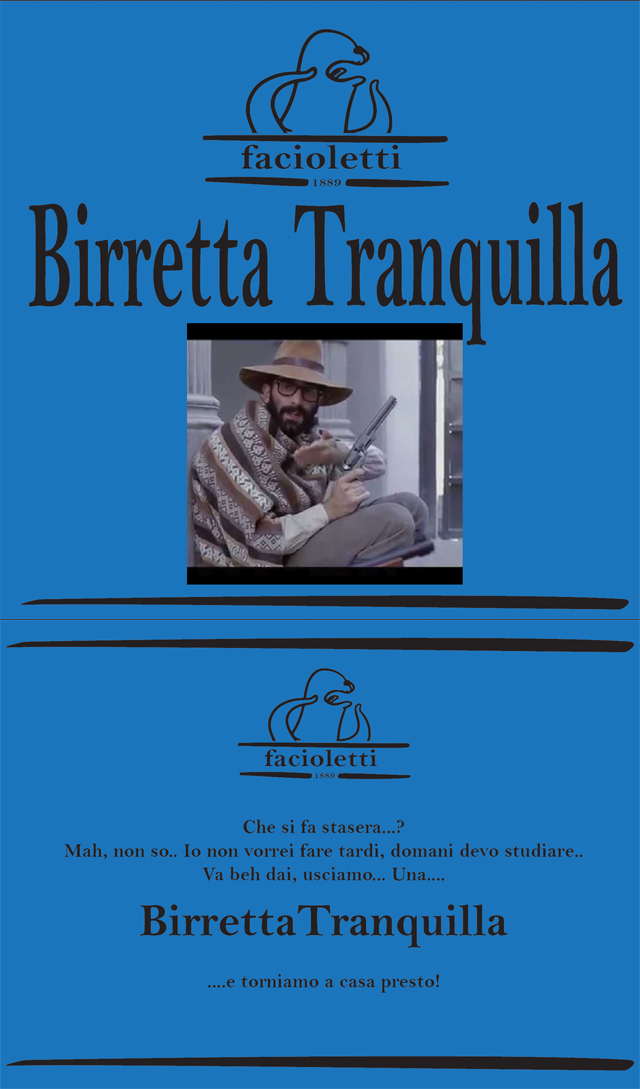 facioletti
1889
Birretta Tranquilla
facioletti
1889
Che si fa stasera...?
Mah, non so.. Io non vorrei fare tardi, domani devo studiare..
Va beh dai, usciamo... Una....
BirrettaTranquilla
....e torniamo a casa presto!